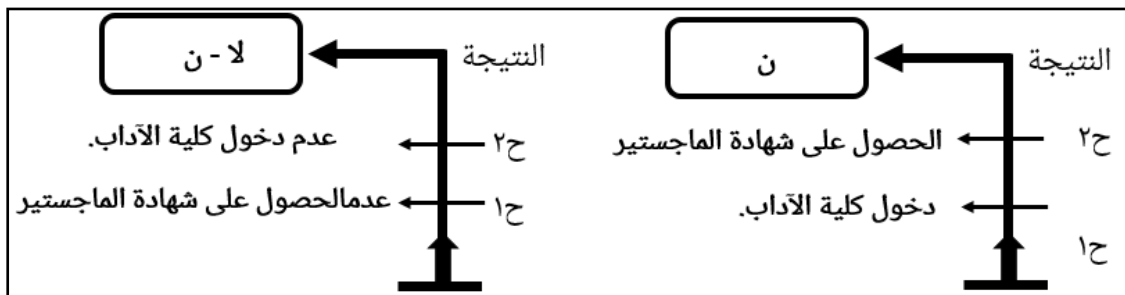 النتيجة
ن
ح٢
الحصول على شهادة الماجستير
دخول كلية الآداب.
ح١
النتيجة
لا - ن
ح٢
عدم دخول كلية الآداب.
ح١
عدمالحصول على شهادة الماجستير